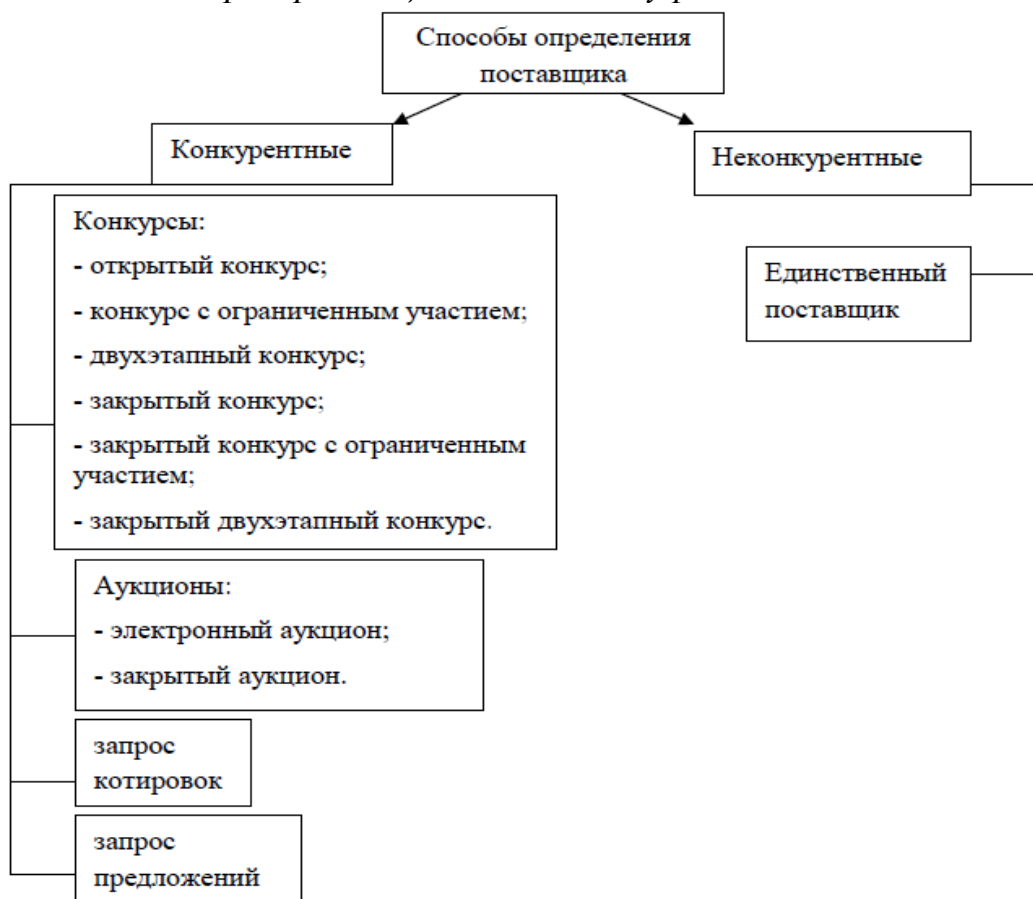 Способы определения
поставщика
Конкурентные
Неконкурентные
Конкурсы:
- открытый конкурс;
- конкурс с ограниченным участием;
- двухэтапный конкурс;
- закрытый конкурс;
- закрытый конкурс с ограниченным
участием;
- закрытый двухэтапный конкурс.
Единственный
поставщик
Аукционы:
- электронный аукцион;
- закрытый аукцион.
запрос
котировок
запрос
предложений